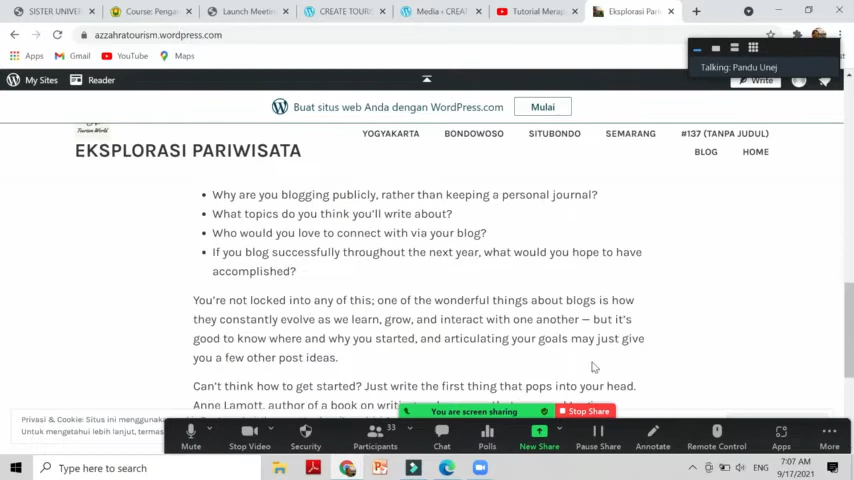 SISTER UNIVER
Course: Pengan
Launch Meetin
CREATE TOURI
Media ‹ CREAT
Tutorial Merap
Eksplorasi Pari
azzahratourism.wordpress.com
Apps
Gmail
YouTube
Maps
Talking: Pandu Unej
My Sites
Reader
Write
Buat situs web Anda dengan WordPress.com
Mulai
Tourism World
EKSPLORASI PARIWISATA
YOGYAKARTA
BONDOWOSO
SITUBONDO
SEMARANG
#137 (TANPA JUDUL)
BLOG
HOME
• Why are you blogging publicly, rather than keeping a personal journal?
• What topics do you think you'll write about?
• Who would you love to connect with via your blog?
• If you blog successfully throughout the next year, what would you hope to have
accomplished?
You're not locked into any of this; one of the wonderful things about blogs is how
they constantly evolve as we learn, grow, and interact with one another — but it's
good to know where and why you started, and articulating your goals may just give
you a few other post ideas.
Can't think how to get started? Just write the first thing that pops into your head.
Anne Lamott, author of a book on writing
Privasi & Cookie: Situs ini menggunaka
Untuk mengetahui lebih lanjut, termas
You are screen sharing
Stop Share
Mute
Stop Video
Security
33
Participants
Chat
Polls
New Share
Pause Share
Annotate
Remote Control
Apps
More
Type here to search
ENG
7:07 AM
9/17/2021